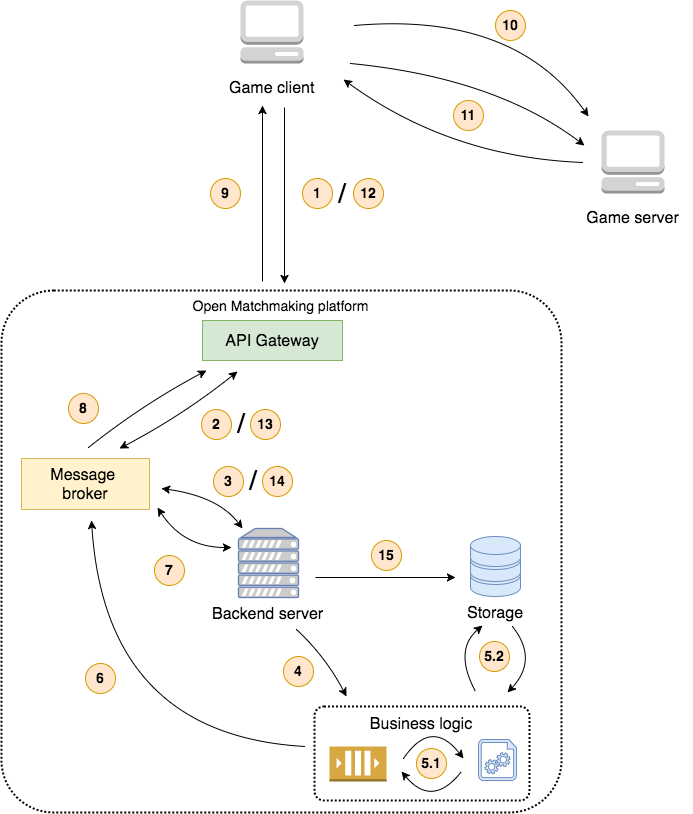 10
Game client
11
9
1 / 12
Game server
Open Matchmaking platform
API Gateway
8
2 / 13
Message
broker
3 / 14
7
15
Backend server
Storage
4
5.2
6
Business logic
5.1